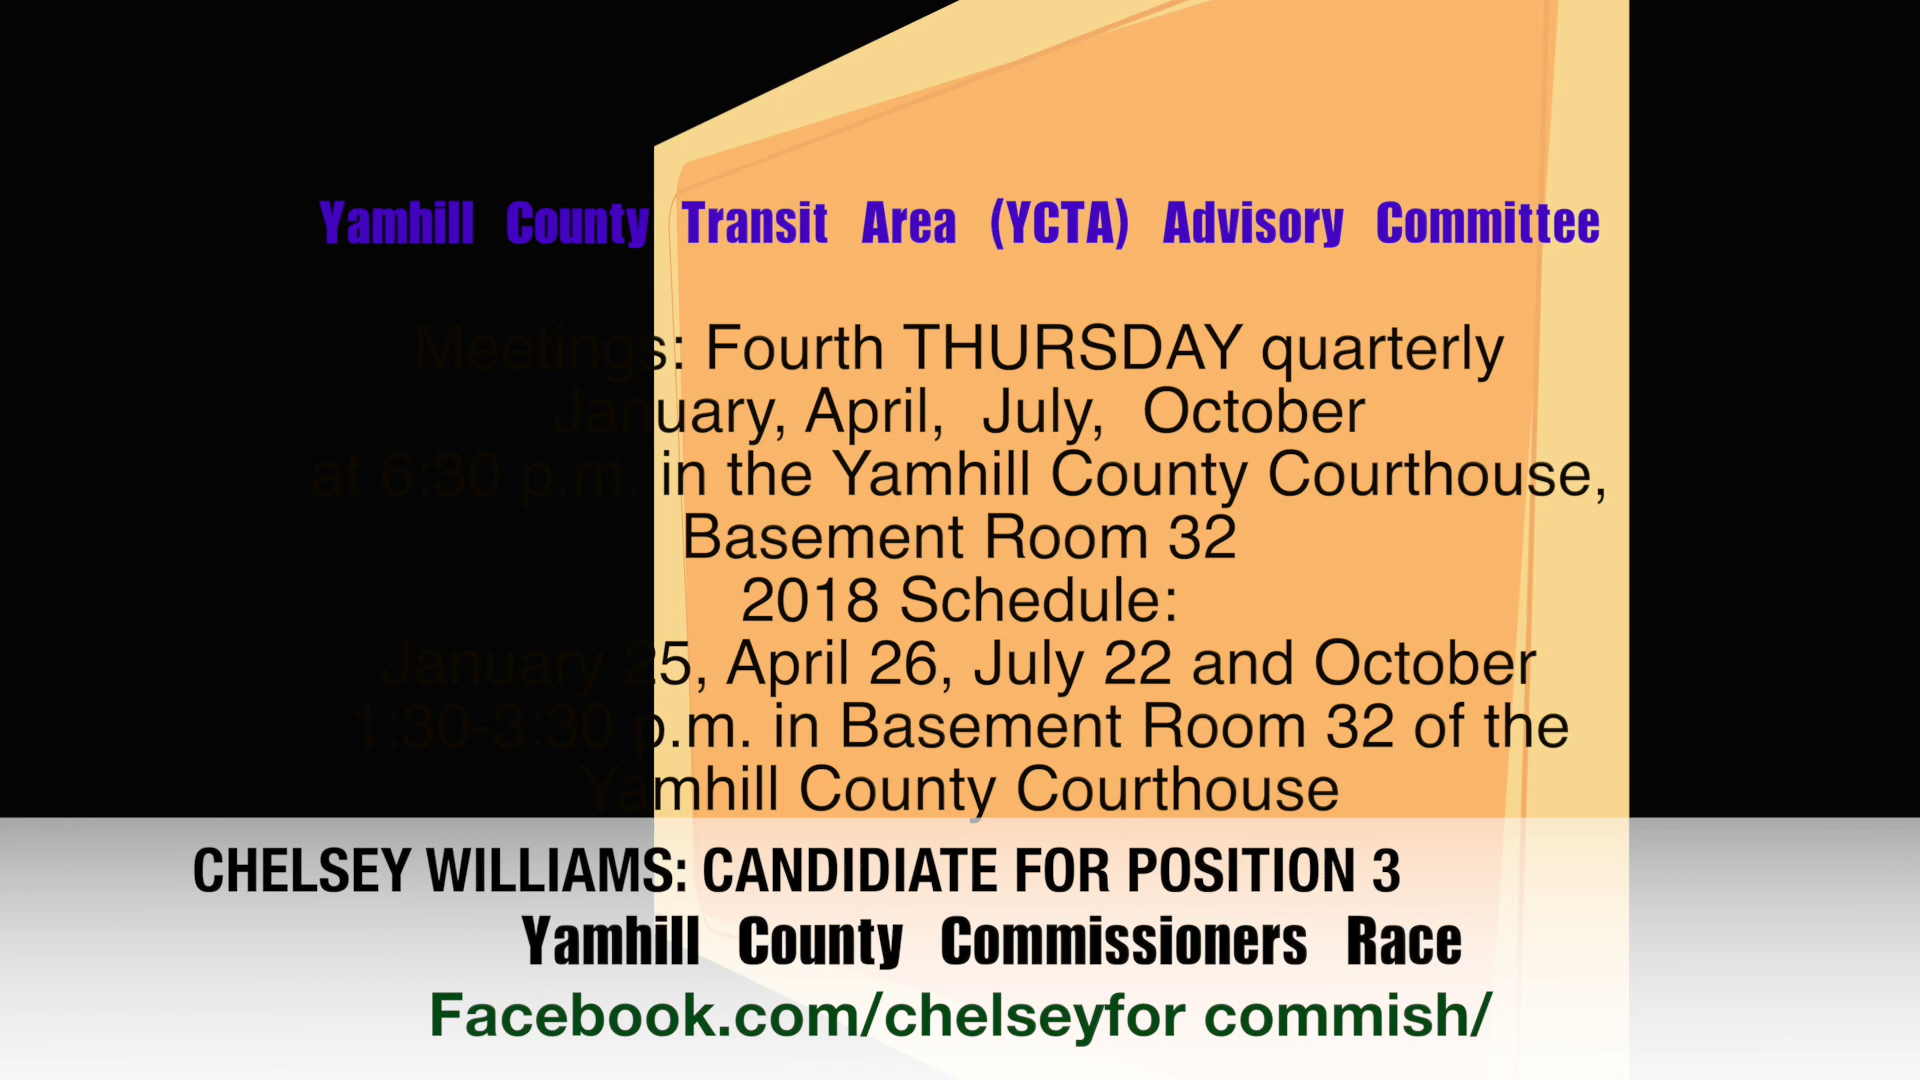 Yamhill County Transit Area (YCTA) Advisory Committee
Meetings: Fourth THURSDAY quarterly
January, April, July, October
at 6:30 p.m. in the Yamhill County Courthouse,
Basement Room 32
2018 Schedule:
January 25, April 26, July 22 and October
1:30-3:30 p.m. in Basement Room 32 of the
Yamhill County Courthouse
CHELSEY WILLIAMS: CANDIDIATE FOR POSITION 3
Yamhill County Commissioners Race
Facebook.com/chelseyfor commish/